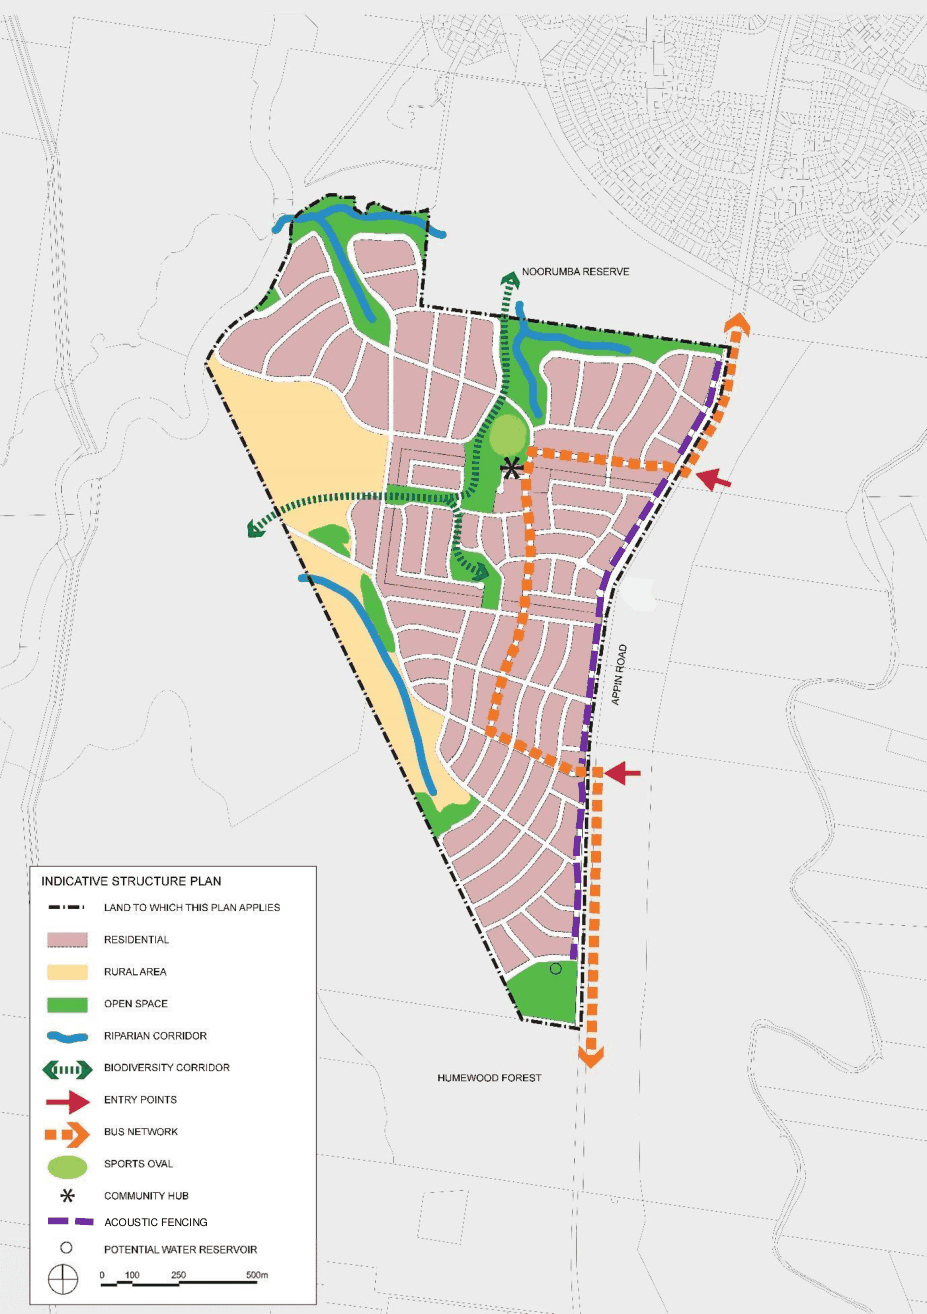 NOORUMBA RESERVE
APPIN ROAD
HUMEWOOD FOREST
INDICATIVE STRUCTURE PLAN
LAND TO WHICH THIS PLAN APPLIES
RESIDENTIAL
RURAL AREA
OPEN SPACE
RIPARIAN CORRIDOR
BIODIVERSITY CORRIDOR
ENTRY POINTS
BUS NETWORK
SPORTS OVAL
COMMUNITY HUB
ACOUSTIC FENCING
POTENTIAL WATER RESERVOIR
0 100 250 500m